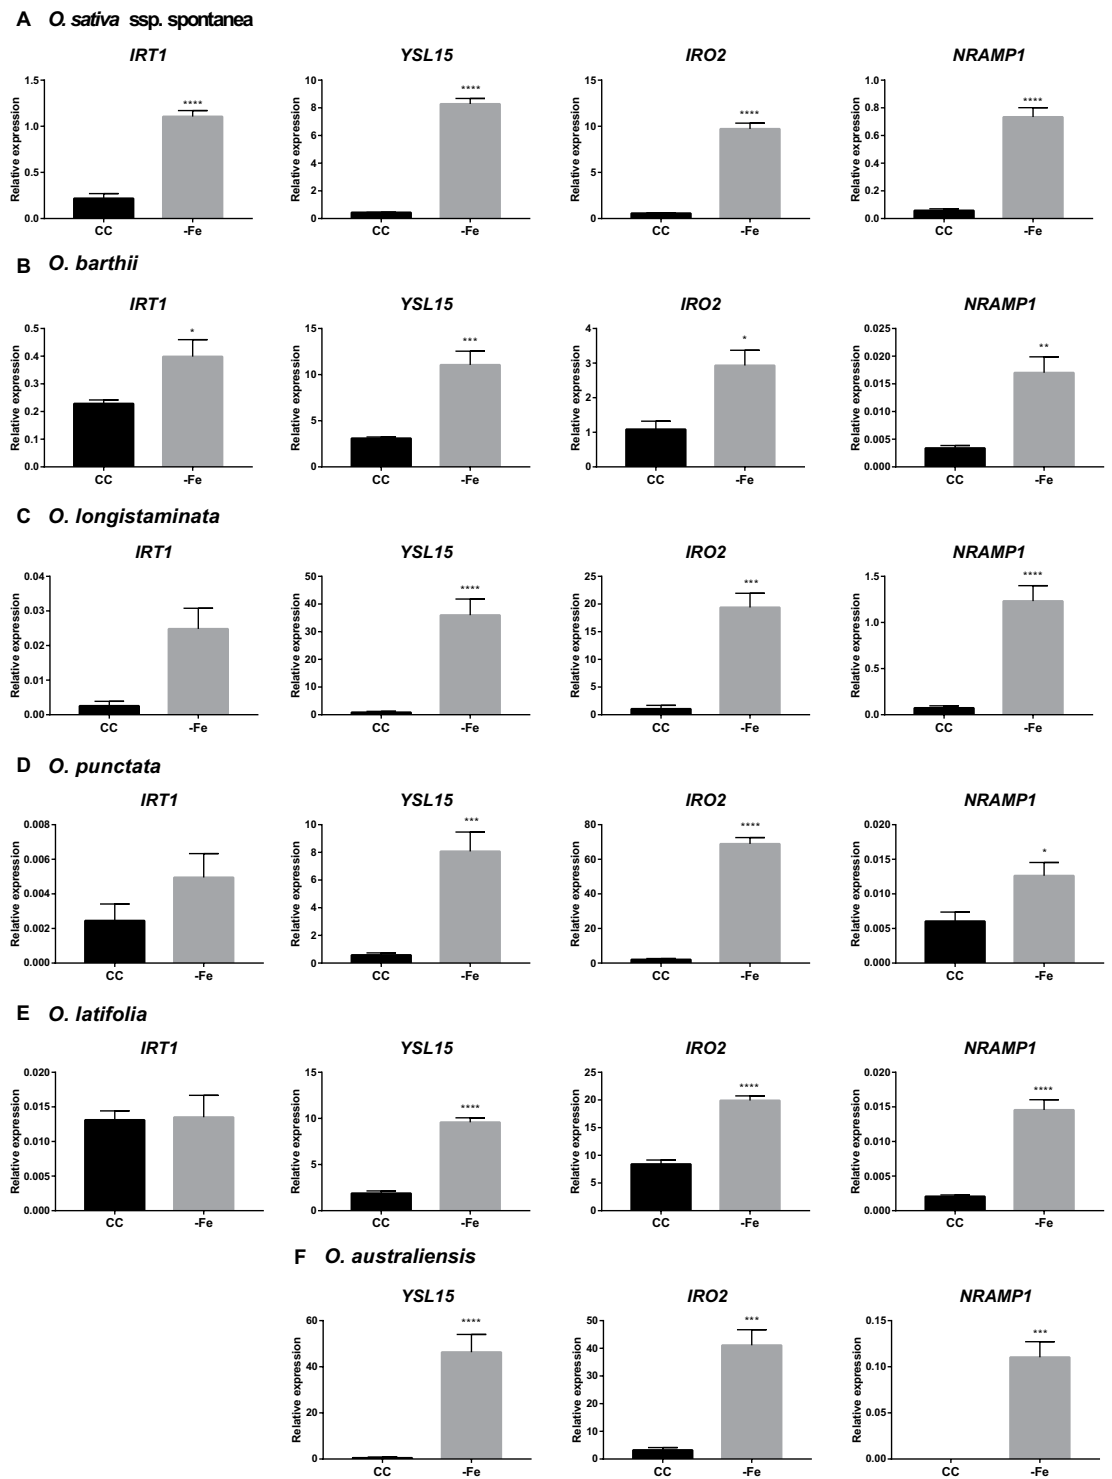 A O. sativa ssp. spontanea
IRT1 YSL15 IRO2 NRAMP1
Relative expression 1.5 1.0 0.5 0.0 CC **** -Fe
Relative expression 10 8 6 4 2 0 CC **** -Fe
Relative expression 15 10 5 0 CC **** -Fe
Relative expression 1.0 0.8 0.6 0.4 0.2 0.0 CC **** -Fe
B O. barthii
IRT1 YSL15 IRO2 NRAMP1
Relative expression 0.5 0.4 0.3 0.2 0.1 0.0 CC * -Fe
Relative expression 15 10 5 0 CC *** -Fe
Relative expression 4 3 2 1 0 CC * -Fe
Relative expression 0.025 0.020 0.015 0.010 0.005 0.000 CC ** -Fe
C O. longistaminata
IRT1 YSL15 IRO2 NRAMP1
Relative expression 0.04 0.03 0.02 0.01 0.00 CC -Fe
Relative expression 50 40 30 20 10 0 CC **** -Fe
Relative expression 25 20 15 10 5 0 CC *** -Fe
Relative expression 1.5 1.0 0.5 0.0 CC **** -Fe
D O. punctata
IRT1 YSL15 IRO2 NRAMP1
Relative expression 0.008 0.006 0.004 0.002 0.000 CC -Fe
Relative expression 10 8 6 4 2 0 CC *** -Fe
Relative expression 80 60 40 20 0 CC **** -Fe
Relative expression 0.020 0.015 0.010 0.005 0.000 CC * -Fe
E O. latifolia
IRT1 YSL15 IRO2 NRAMP1
Relative expression 0.020 0.015 0.010 0.005 0.000 CC -Fe
Relative expression 15 10 5 0 CC **** -Fe
Relative expression 25 20 15 10 5 0 CC **** -Fe
Relative expression 0.020 0.015 0.010 0.005 0.000 CC **** -Fe
F O. australiensis
YSL15 IRO2 NRAMP1
Relative expression 60 40 20 0 CC **** -Fe
Relative expression 50 40 30 20 10 0 CC *** -Fe
Relative expression 0.15 0.10 0.05 0.00 CC *** -Fe